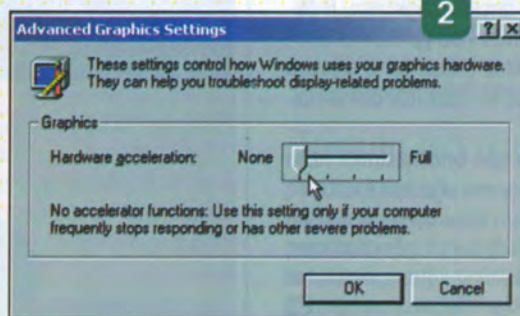 2
Advanced Graphics Settings
These settings control how Windows uses your graphics hardware.
They can help you troubleshoot display-related problems.
Graphics
Hardware acceleration: None Full
No accelerator functions: Use this setting only if your computer
frequently stops responding or has other severe problems.
OK Cancel